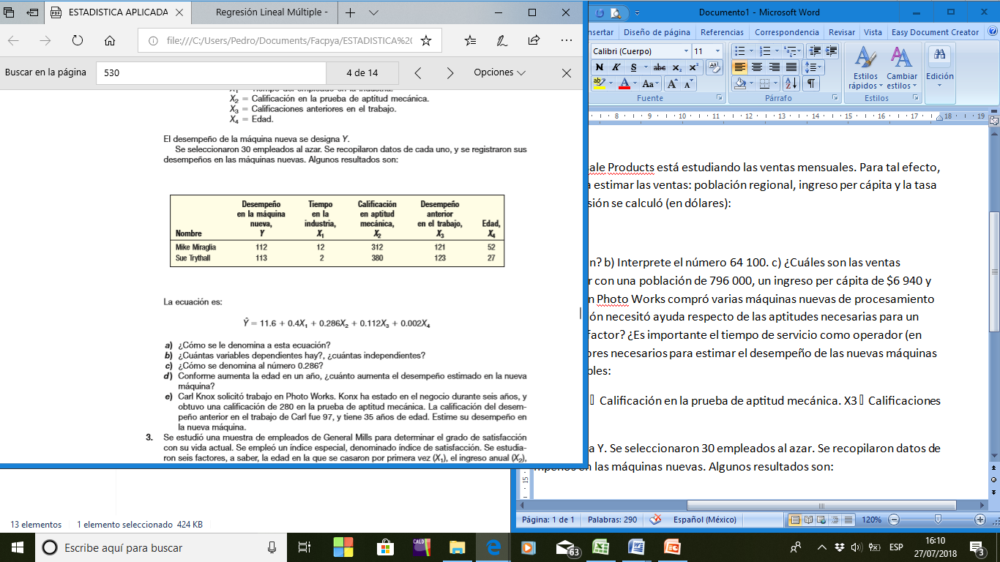 ESTADISTICA APLICADA
Regresión Lineal Múltiple -
file:///C:/Users/Pedro/Documents/Facpya/ESTADISTICA%20
Buscar en la página
530
4 de 14
Opciones
X₂ = Calificación en la prueba de aptitud mecánica.
X₃ = Calificaciones anteriores en el trabajo.
X₄ = Edad.
El desempeño de la máquina nueva se designa Y.
Se seleccionaron 30 empleados al azar. Se recopilaron datos de cada uno, y se registraron sus
desempeños en las máquinas nuevas. Algunos resultados son:
Desempeño Tiempo Calificación Desempeño
en la máquina en la en aptitud anterior
nueva, industria, mecánica, en el trabajo, Edad,
Nombre Y X₁ X₂ X₃ X₄
Mike Miraglia 112 12 312 121 52
Sue Trythall 113 2 380 123 27
La ecuación es:
Ŷ = 11.6 + 0.4X₁ + 0.286X₂ + 0.112X₃ + 0.002X₄
a) ¿Cómo se le denomina a esta ecuación?
b) ¿Cuántas variables dependientes hay?, ¿cuántas independientes?
c) ¿Cómo se denomina al número 0.286?
d) Conforme aumenta la edad en un año, ¿cuánto aumenta el desempeño estimado en la nueva
máquina?
e) Carl Knox solicitó trabajo en Photo Works. Konx ha estado en el negocio durante seis años, y
obtuvo una calificación de 280 en la prueba de aptitud mecánica. La calificación del desem-
peño anterior en el trabajo de Carl fue 97, y tiene 35 años de edad. Estime su desempeño en
la nueva máquina.
3. Se estudió una muestra de empleados de General Mills para determinar el grado de satisfacción
con su vida actual. Se empleó un índice especial, denominado índice de satisfacción. Se estudia-
ron seis factores, a saber, la edad en la que se casaron por primera vez (X₁), el ingreso anual (X₂),
13 elementos 1 elemento seleccionado 424 KB
Documento1 - Microsoft Word
nsertar Diseño de página Referencias Correspondencia Revisar Vista Easy Document Creator
Calibri (Cuerpo) 11
N K S abc x₂ x²
ab A Aa A A
Estilos rápidos Cambiar estilos Edición
Fuente Párrafo Estilos
8 9 10 11 12 13 14 15 16 17 18 19
ale Products está estudiando las ventas mensuales. Para tal efecto,
a estimar las ventas: población regional, ingreso per cápita y la tasa
sión se calculó (en dólares):
n? b) Interprete el número 64 100. c) ¿Cuáles son las ventas
r con una población de 796 000, un ingreso per cápita de $6 940 y
n Photo Works compró varias máquinas nuevas de procesamiento
ón necesitó ayuda respecto de las aptitudes necesarias para un
factor? ¿Es importante el tiempo de servicio como operador (en
ores necesarios para estimar el desempeño de las nuevas máquinas
bles:
Calificación en la prueba de aptitud mecánica. X3 Calificaciones
a Y. Se seleccionaron 30 empleados al azar. Se recopilaron datos de
mpeños en las máquinas nuevas. Algunos resultados son:
15
Página: 1 de 1 Palabras: 290 Español (México) 120%
Escribe aquí para buscar
CALD
63
ESP
16:10
27/07/2018
3